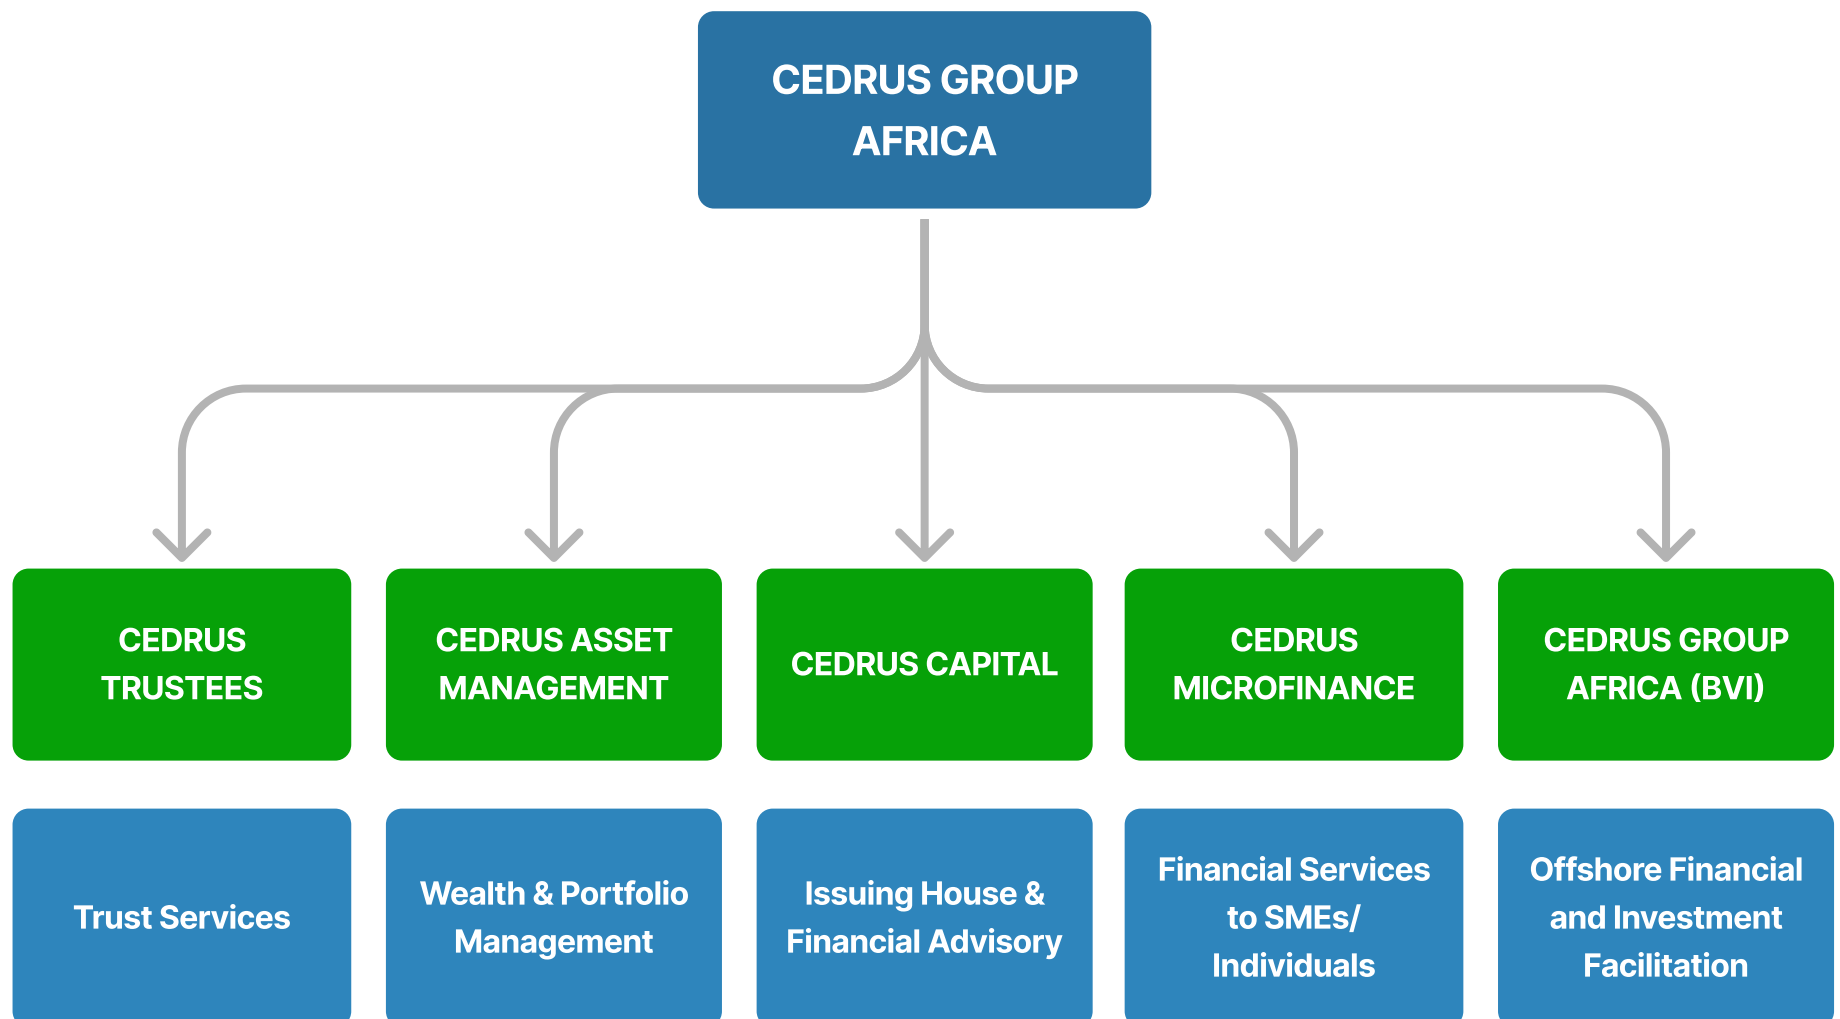 CEDRUS GROUP
AFRICA
CEDRUS
TRUSTEES
CEDRUS ASSET
MANAGEMENT
CEDRUS CAPITAL
CEDRUS
MICROFINANCE
CEDRUS GROUP
AFRICA (BVI)
Trust Services
Wealth & Portfolio
Management
Issuing House &
Financial Advisory
Financial Services
to SMEs/
Individuals
Offshore Financial
and Investment
Facilitation